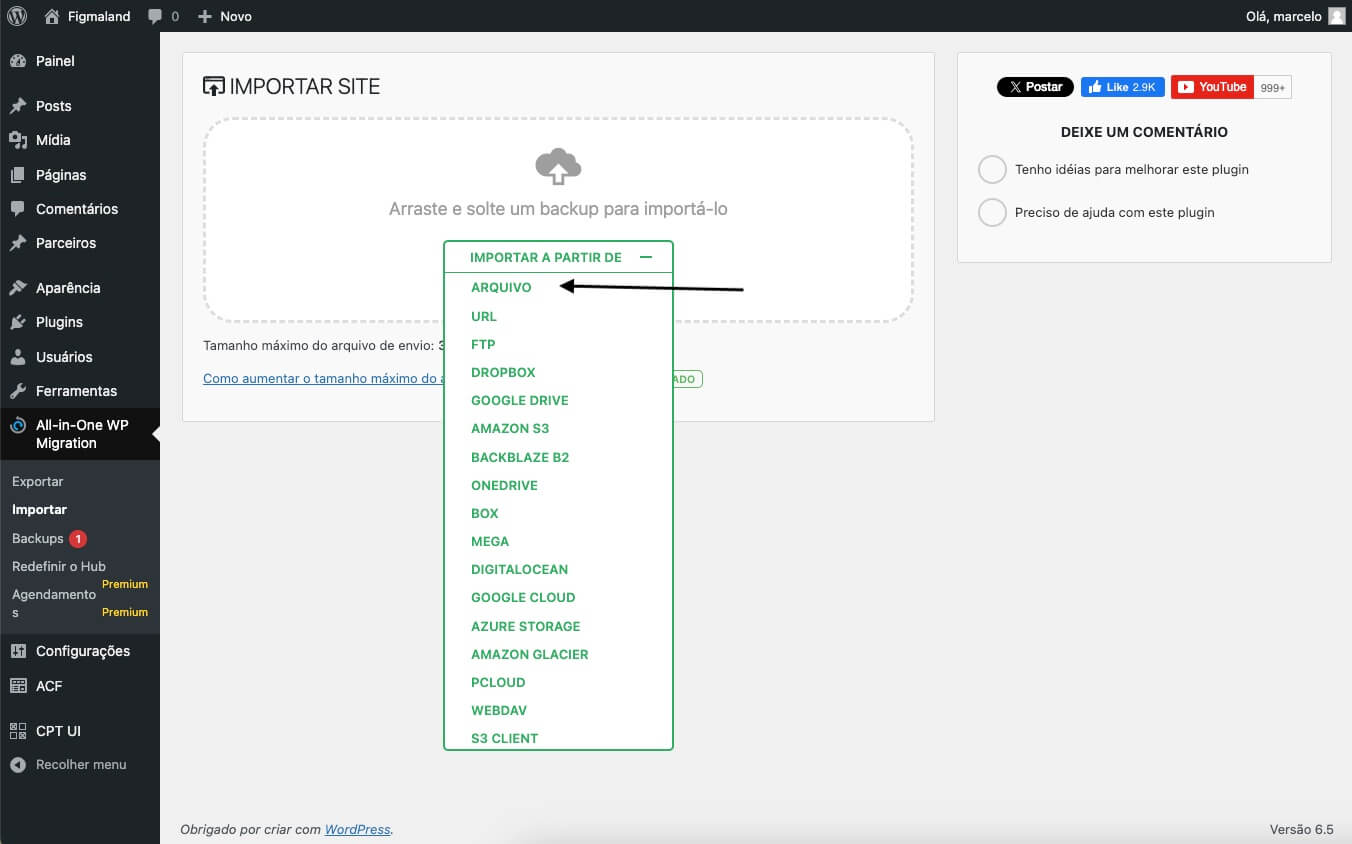 Figmaland
0
Novo
Olá, marcelo
Painel
Posts
Mídia
Páginas
Comentários
Parceiros
Aparência
Plugins
Usuários
Ferramentas
All-in-One WP
Migration
Exportar
Importar
Backups 1
Redefinir o Hub
Premium
Agendamento
s
Premium
Configurações
ACF
CPT UI
Recolher menu
IMPORTAR SITE
Arraste e solte um backup para importá-lo
IMPORTAR A PARTIR DE
ARQUIVO
URL
FTP
DROPBOX
GOOGLE DRIVE
AMAZON S3
BACKBLAZE B2
ONEDRIVE
BOX
MEGA
DIGITALOCEAN
GOOGLE CLOUD
AZURE STORAGE
AMAZON GLACIER
PCLOUD
WEBDAV
S3 CLIENT
Tamanho máximo do arquivo de envio:
Como aumentar o tamanho máximo do
ADO
Postar
Like 2.9K
YouTube 999+
DEIXE UM COMENTÁRIO
Tenho idéias para melhorar este plugin
Preciso de ajuda com este plugin
Obrigado por criar com WordPress.
Versão 6.5